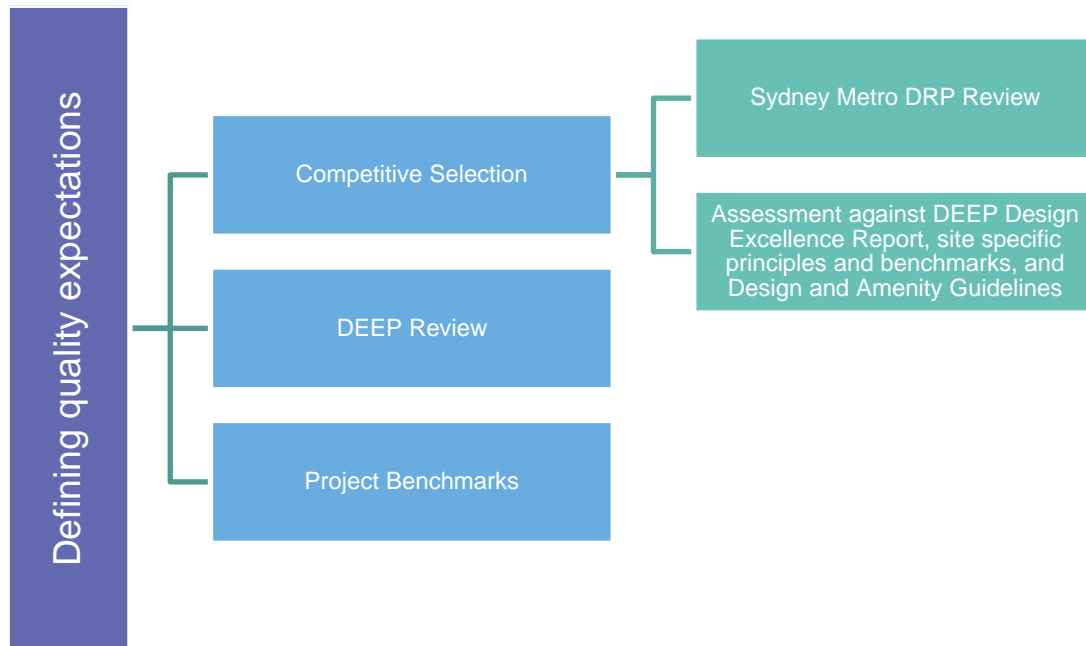 Defining quality expectations
Competitive Selection
DEEP Review
Project Benchmarks
Sydney Metro DRP Review
Assessment against DEEP Design
Excellence Report, site specific
principles and benchmarks, and
Design and Amenity Guidelines